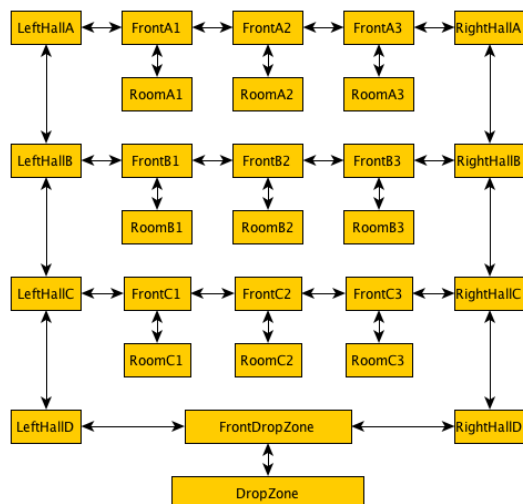 LeftHallA FrontA1 FrontA2 FrontA3 RightHallA
RoomA1 RoomA2 RoomA3
LeftHallB FrontB1 FrontB2 FrontB3 RightHallB
RoomB1 RoomB2 RoomB3
LeftHallC FrontC1 FrontC2 FrontC3 RightHallC
RoomC1 RoomC2 RoomC3
LeftHallD FrontDropZone RightHallD
DropZone